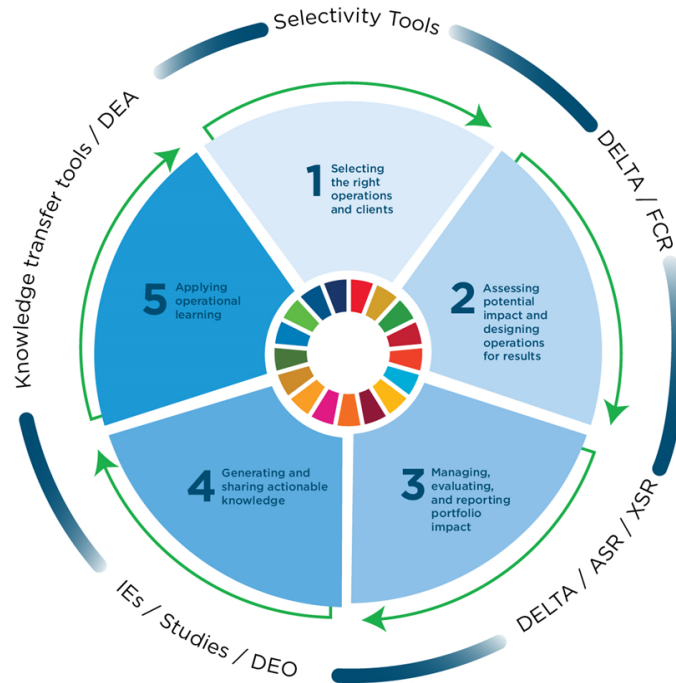 Selectivity Tools
DELTA / FCR
DELTA / ASR / XSR
IEs / Studies / DEO
Knowledge transfer tools / DEA
1 Selecting
the right
operations
and clients
2 Assessing
potential
impact and
designing
operations
for results
3 Managing,
evaluating,
and reporting
portfolio
impact
4 Generating and
sharing actionable
knowledge
5 Applying
operational
learning